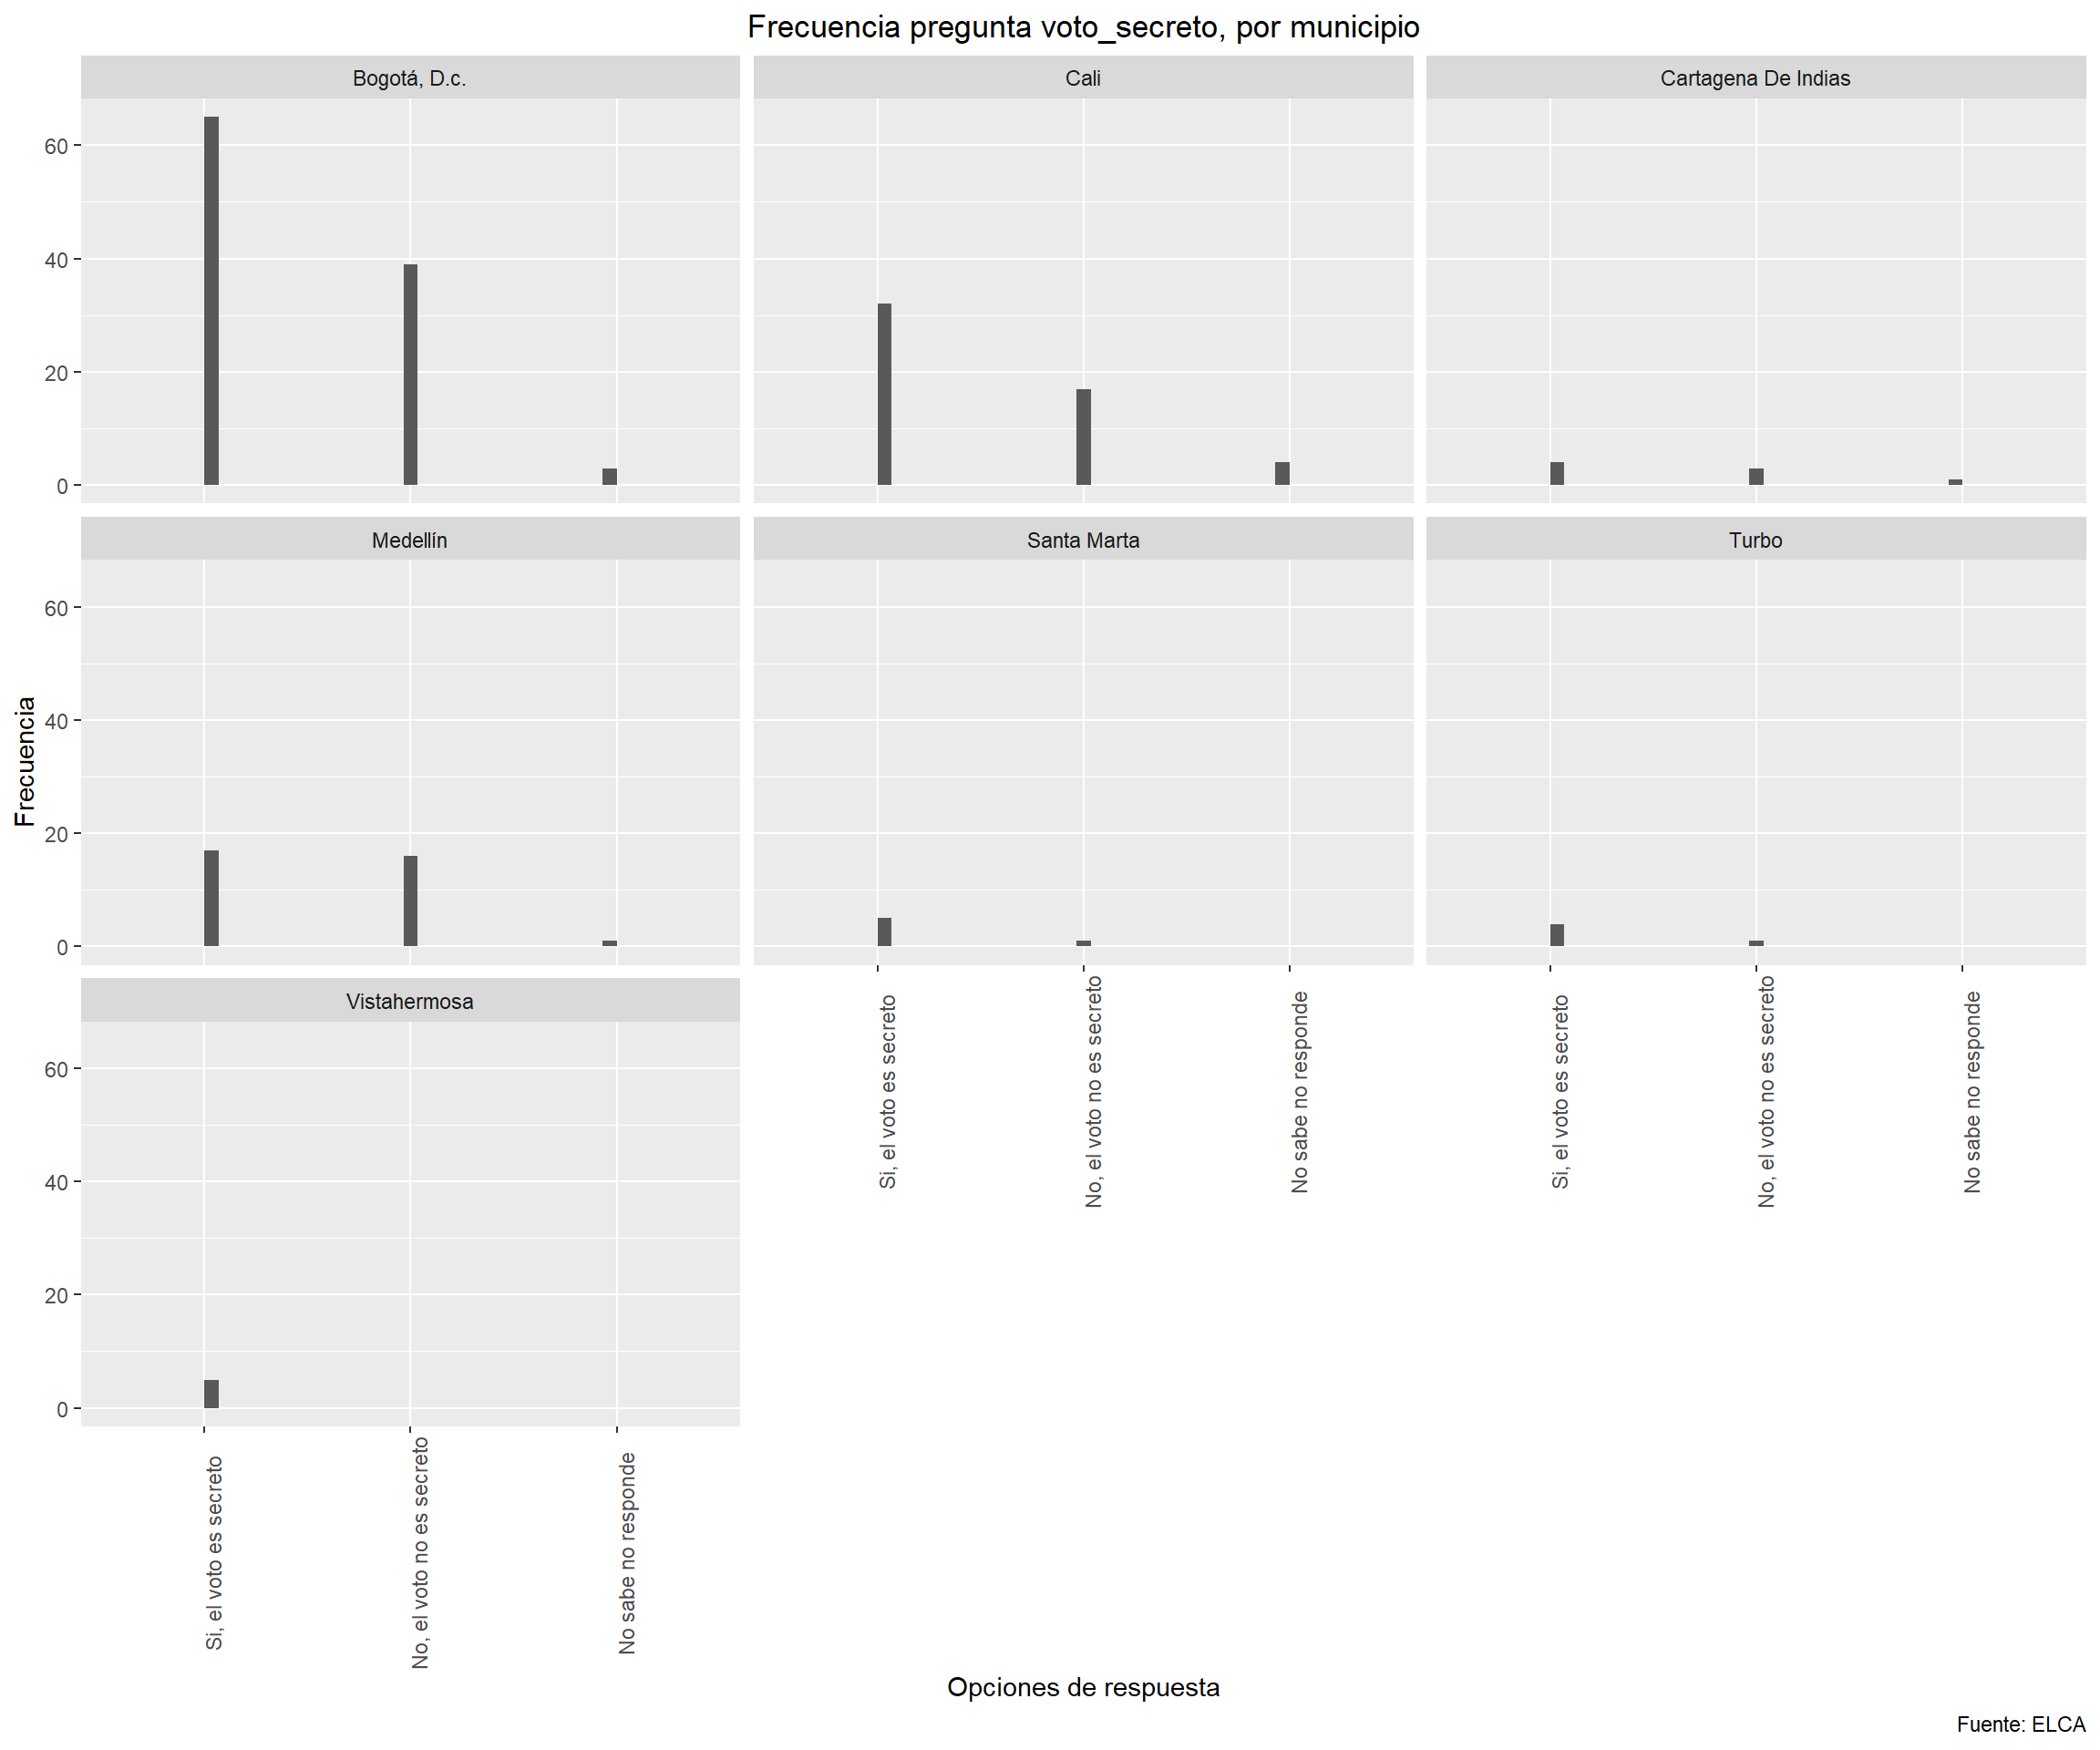 Frecuencia pregunta voto_secreto, por municipio
Bogotá, D.c.
Cali
Cartagena De Indias
60
40
20
0
Medellín
Santa Marta
Turbo
60
40
20
0
Frecuencia
Vistahermosa
60
40
20
0
Si, el voto es secreto
No, el voto no es secreto
No sabe no responde
Si, el voto es secreto
No, el voto no es secreto
No sabe no responde
Si, el voto es secreto
No, el voto no es secreto
No sabe no responde
Opciones de respuesta
Fuente: ELCA